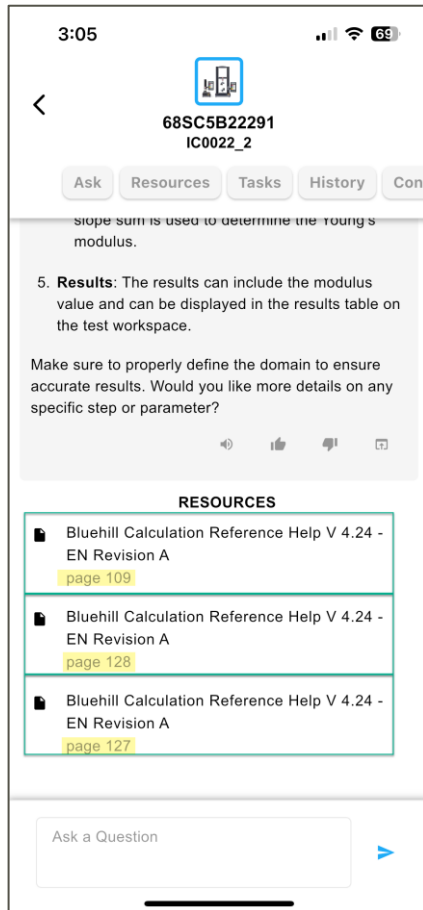 3:05
69
68SC5B22291
IC0022_2
Ask
Resources
Tasks
History
Con
slope sum is used to determine the Young's
modulus.
5. Results: The results can include the modulus
value and can be displayed in the results table on
the test workspace.
Make sure to properly define the domain to ensure
accurate results. Would you like more details on any
specific step or parameter?
RESOURCES
Bluehill Calculation Reference Help V 4.24 -
EN Revision A
page 109
Bluehill Calculation Reference Help V 4.24 -
EN Revision A
page 128
Bluehill Calculation Reference Help V 4.24 -
EN Revision A
page 127
Ask a Question